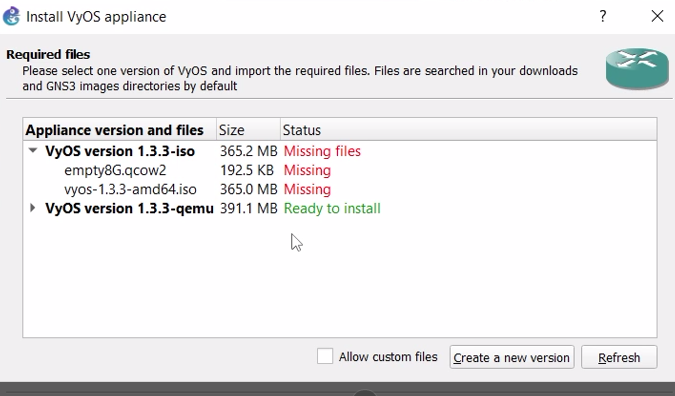 Install VyOS appliance
?
Required files
Please select one version of VyOS and import the required files. Files are searched in your downloads
and GNS3 images directories by default
Appliance version and files Size Status
VyOS version 1.3.3-iso 365.2 MB Missing files
empty8G.qcow2 192.5 KB Missing
vyos-1.3.3-amd64.iso 365.0 MB Missing
VyOS version 1.3.3-qemu 391.1 MB Ready to install
Allow custom files Create a new version Refresh